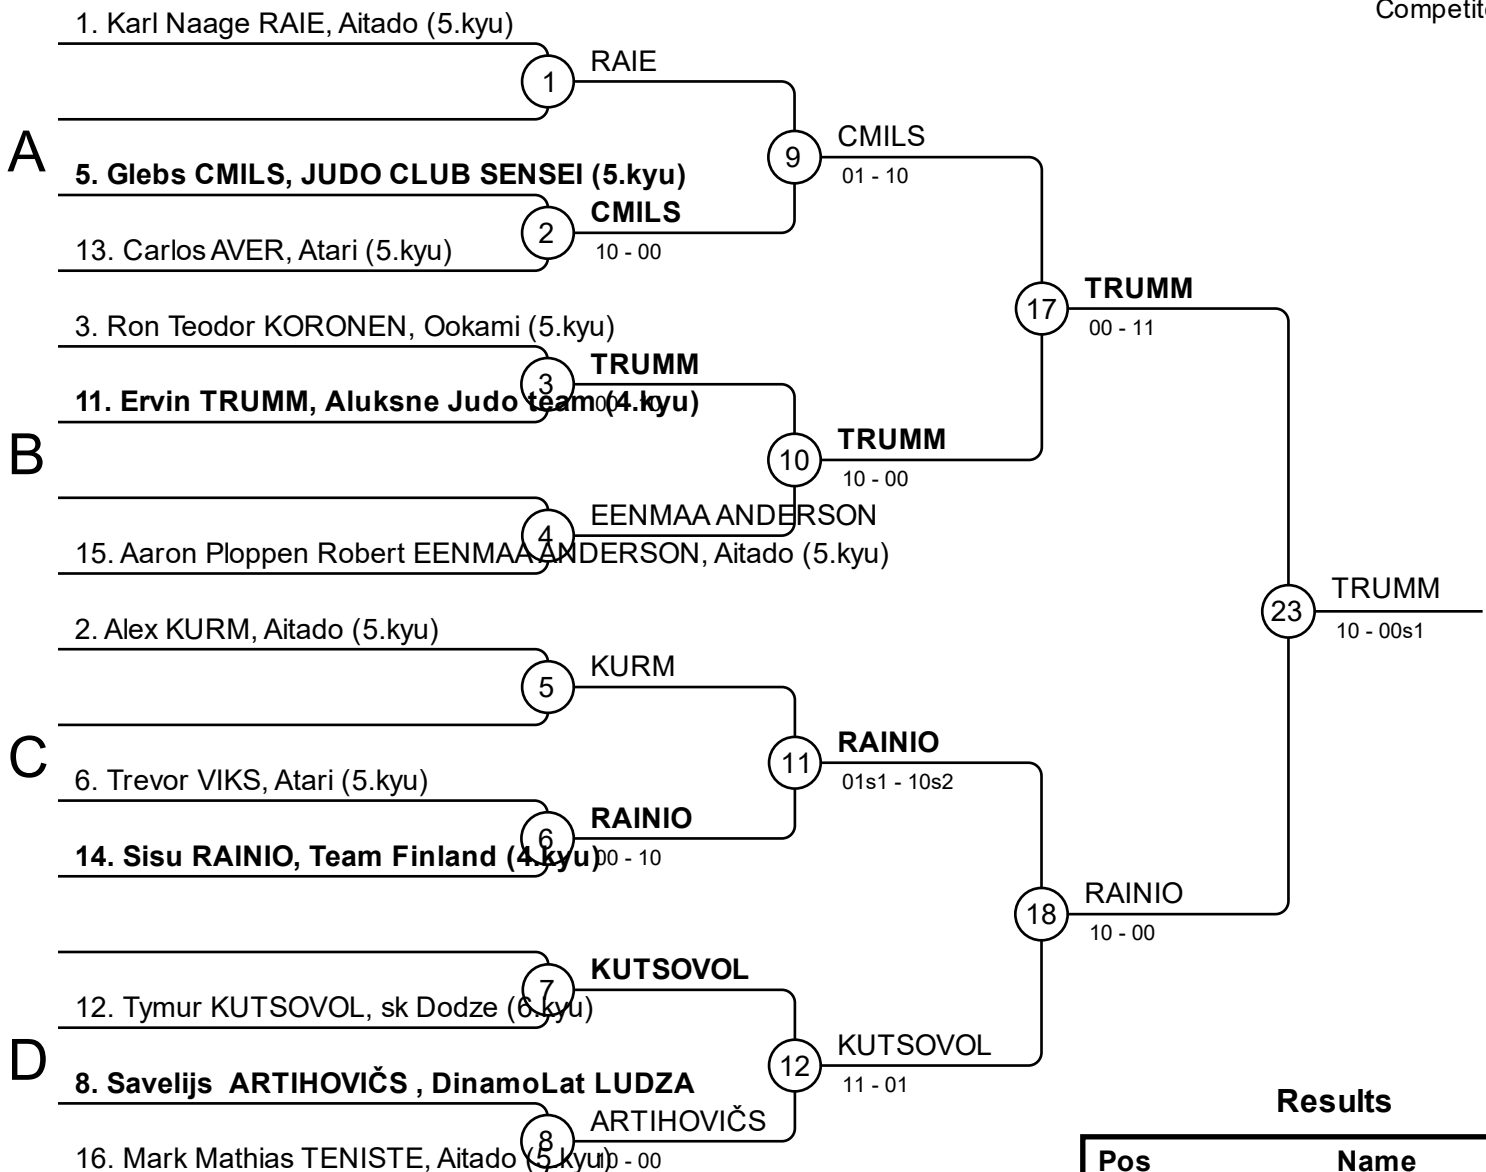 Competit
1. Karl Naage RAIE, Aitado (5.kyu)
1
RAIE
A
9
CMILS
01 - 10
5. Glebs CMILS, JUDO CLUB SENSEI (5.kyu)
2
CMILS
10 - 00
13. Carlos AVER, Atari (5.kyu)
17
TRUMM
00 - 11
3. Ron Teodor KORONEN, Ookami (5.kyu)
3
TRUMM
11. Ervin TRUMM, Aluksne Judo team (4.kyu)
B
10
TRUMM
10 - 00
4
EENMAA ANDERSON
15. Aaron Ploppen Robert EENMAA ANDERSON, Aitado (5.kyu)
23
TRUMM
10 - 00s1
2. Alex KURM, Aitado (5.kyu)
5
KURM
C
11
RAINIO
01s1 - 10s2
6. Trevor VIKS, Atari (5.kyu)
6
RAINIO
00 - 10
14. Sisu RAINIO, Team Finland (4.kyu)
18
RAINIO
10 - 00
7
KUTSOVOL
12. Tymur KUTSOVOL, sk Dodze (6.kyu)
D
12
KUTSOVOL
11 - 01
8. Savelijs ARTIHOVIČS , DinamoLat LUDZA
8
ARTIHOVIČS
10 - 00
16. Mark Mathias TENISTE, Aitado (5.kyu)
Results
Pos Name